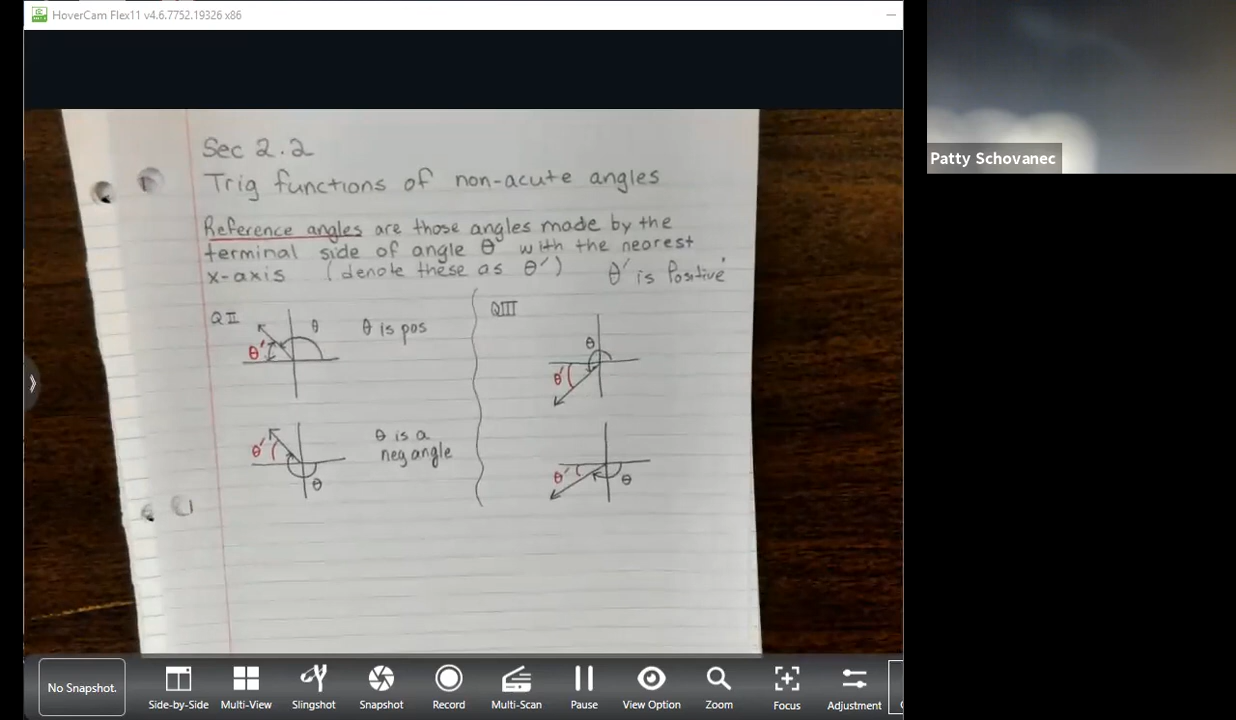 HoverCam Flex11 v4.6.7752.19326 x86
Patty Schovanec
Sec 2.2
Trig functions of non-acute angles
Reference angles are those angles made by the
terminal side of angle θ with the nearest
x-axis (denote these as θ') θ' is Positive
QII
θ
θ is pos
θ'
QIII
θ
θ'
θ'
θ is a
neg angle
θ
θ'
θ
》
No Snapshot.
Side-by-Side
Multi-View
Slingshot
Snapshot
Record
Multi-Scan
Pause
View Option
Zoom
Focus
Adjustment